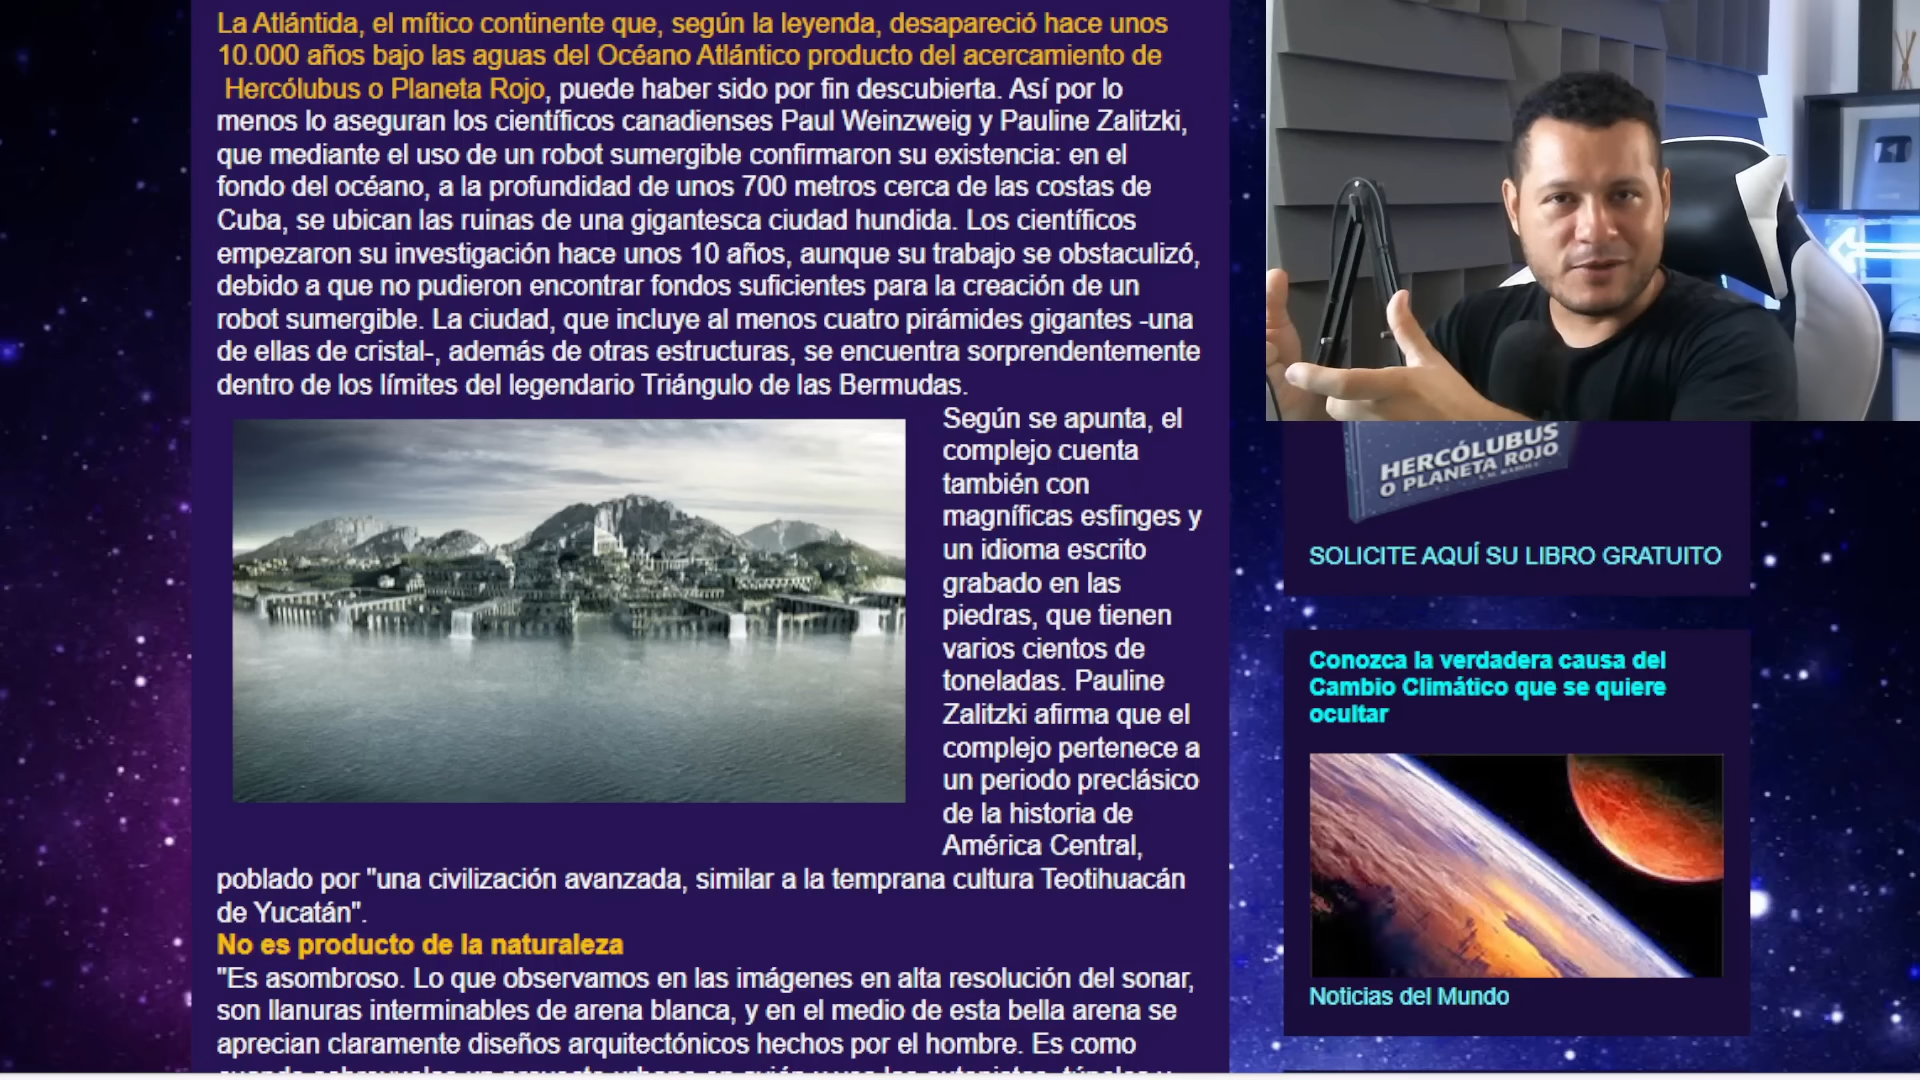 La Atlántida, el mítico continente que, según la leyenda, desapareció hace unos
10.000 años bajo las aguas del Océano Atlántico producto del acercamiento de
Hercólubus o Planeta Rojo, puede haber sido por fin descubierta. Así por lo
menos lo aseguran los científicos canadienses Paul Weinzweig y Pauline Zalitzki,
que mediante el uso de un robot sumergible confirmaron su existencia: en el
fondo del océano, a la profundidad de unos 700 metros cerca de las costas de
Cuba, se ubican las ruinas de una gigantesca ciudad hundida. Los científicos
empezaron su investigación hace unos 10 años, aunque su trabajo se obstaculizó,
debido a que no pudieron encontrar fondos suficientes para la creación de un
robot sumergible. La ciudad, que incluye al menos cuatro pirámides gigantes -una
de ellas de cristal-, además de otras estructuras, se encuentra sorprendentemente
dentro de los límites del legendario Triángulo de las Bermudas.
Según se apunta, el
complejo cuenta
también con
magníficas esfinges y
un idioma escrito
grabado en las
piedras, que tienen
varios cientos de
toneladas. Pauline
Zalitzki afirma que el
complejo pertenece a
un periodo preclásico
de la historia de
América Central,
poblado por "una civilización avanzada, similar a la temprana cultura Teotihuacán
de Yucatán".
No es producto de la naturaleza
"Es asombroso. Lo que observamos en las imágenes en alta resolución del sonar,
son llanuras interminables de arena blanca, y en el medio de esta bella arena se
aprecian claramente diseños arquitectónicos hechos por el hombre. Es como
HERCÓLUBUS
O PLANETA ROJO
SOLICITE AQUÍ SU LIBRO GRATUITO
Conozca la verdadera causa del
Cambio Climático que se quiere
ocultar
Noticias del Mundo